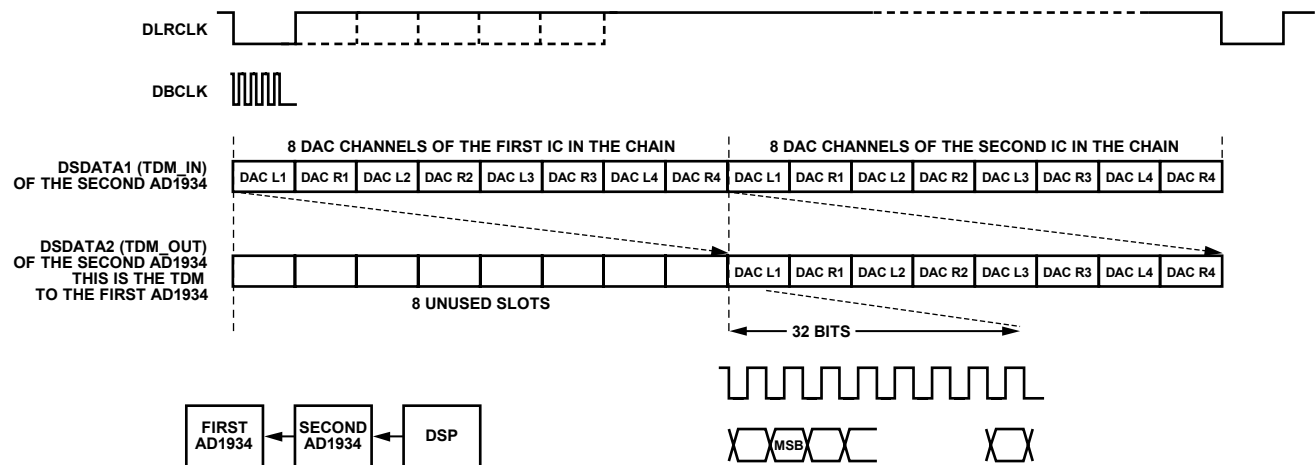 DLRCLK
DBCLK
8 DAC CHANNELS OF THE FIRST IC IN THE CHAIN
8 DAC CHANNELS OF THE SECOND IC IN THE CHAIN
DSDATA1 (TDM_IN)
OF THE SECOND AD1934
DAC L1 DAC R1 DAC L2 DAC R2 DAC L3 DAC R3 DAC L4 DAC R4 DAC L1 DAC R1 DAC L2 DAC R2 DAC L3 DAC R3 DAC L4 DAC R4
DSDATA2 (TDM_OUT)
OF THE SECOND AD1934
THIS IS THE TDM
TO THE FIRST AD1934
DAC L1 DAC R1 DAC L2 DAC R2 DAC L3 DAC R3 DAC L4 DAC R4
8 UNUSED SLOTS
32 BITS
FIRST
AD1934
SECOND
AD1934
DSP
MSB